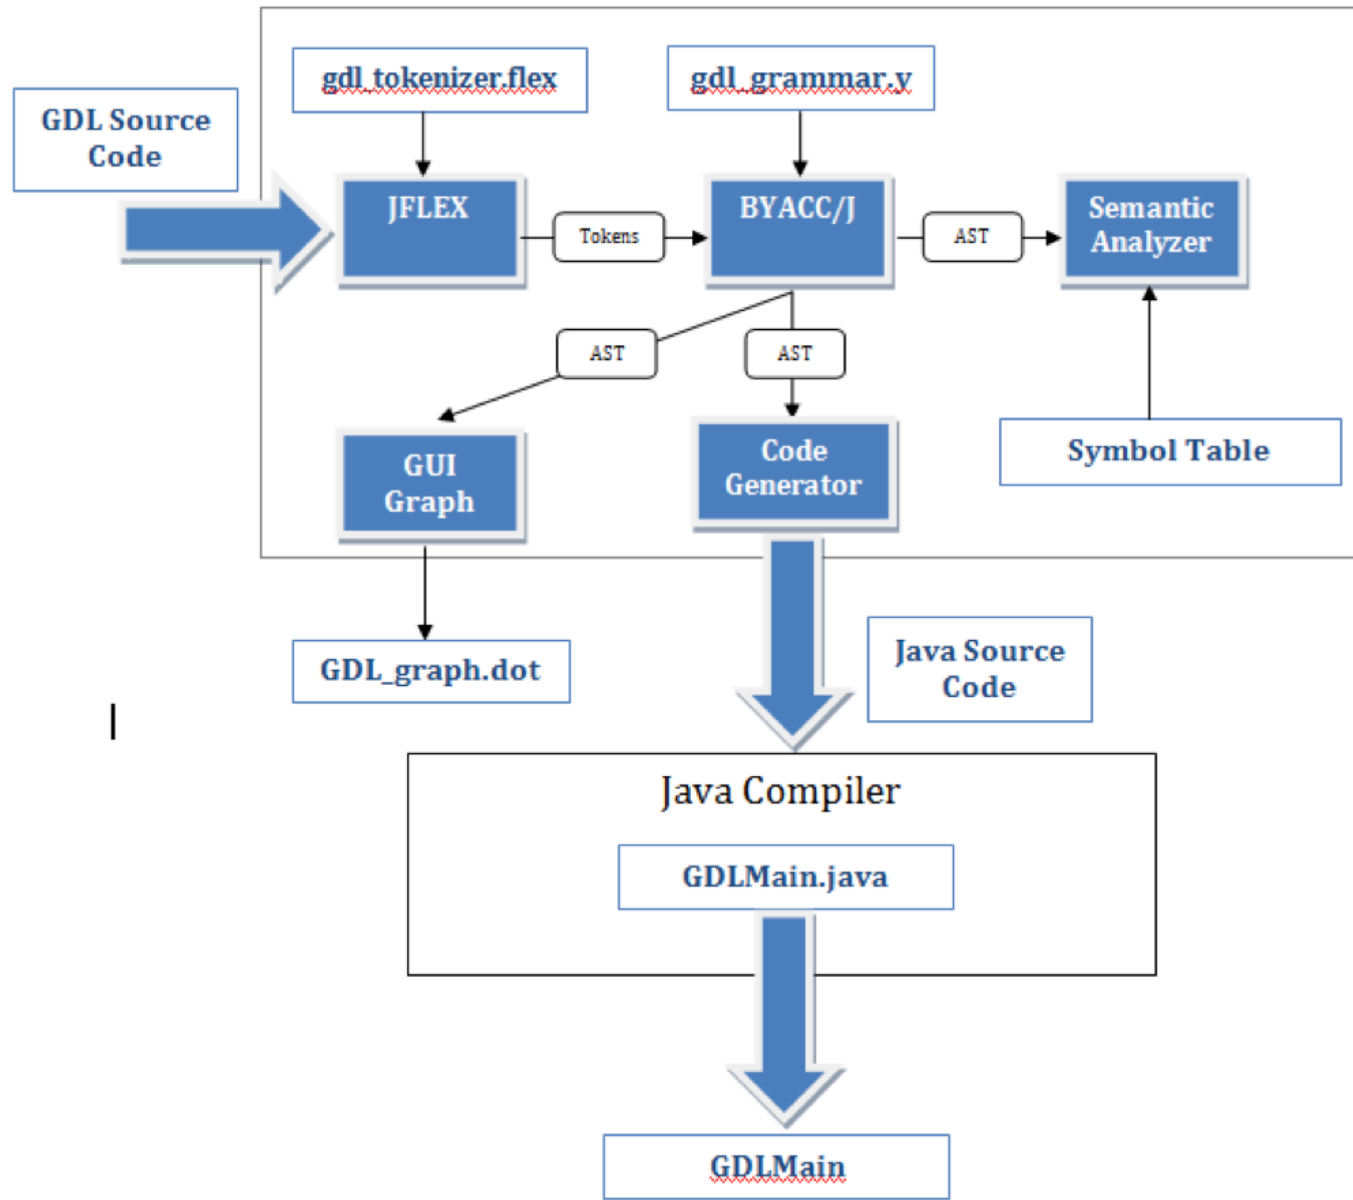 gdl_tokenizer.flex
gdl_grammar.y
GDL Source
Code
JFLEX
Tokens
BYACC/J
AST
Semantic
Analyzer
AST
AST
GUI
Graph
Code
Generator
Symbol Table
GDL_graph.dot
Java Source
Code
Java Compiler
GDLMain.java
GDLMain